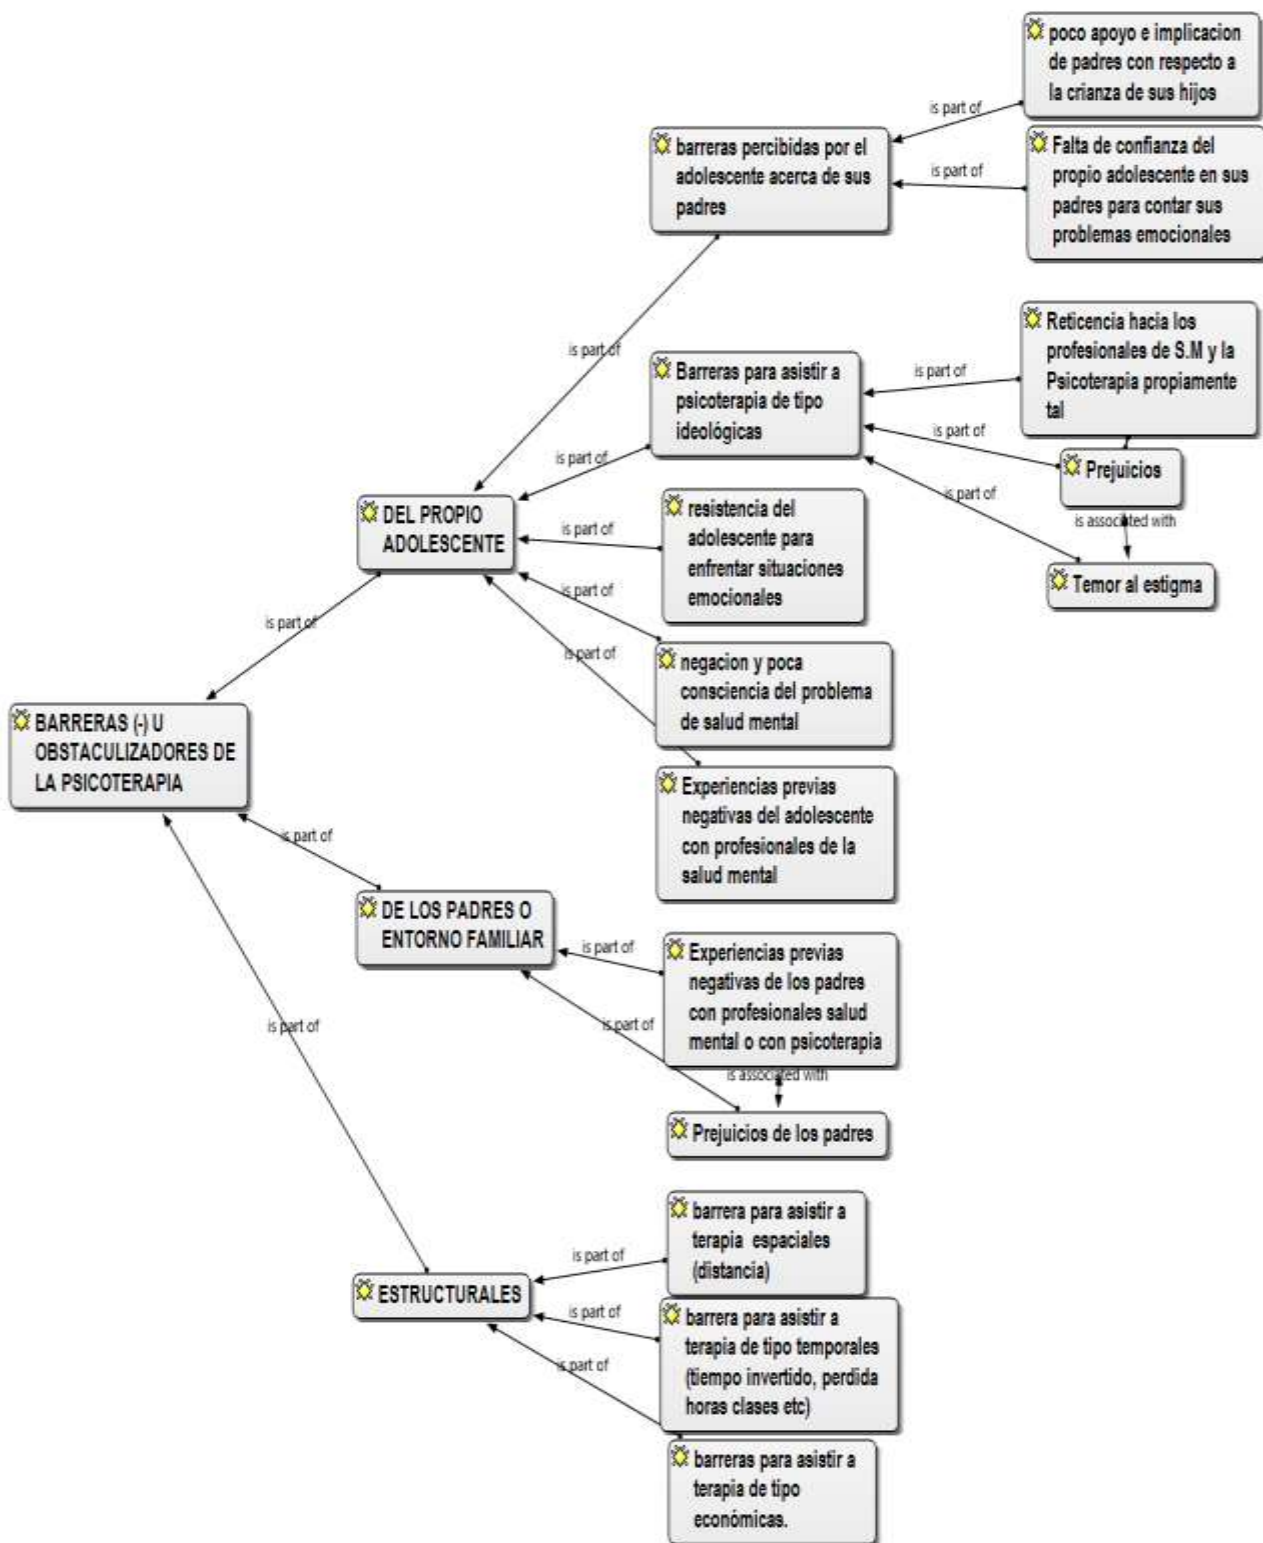 poco apoyo e implicacion
de padres con respecto a
la crianza de sus hijos
is part of
barreras percibidas por el
adolescente acerca de sus
padres
is part of
Falta de confianza del
propio adolescente en sus
padres para contar sus
problemas emocionales
is part of
Reticencia hacia los
profesionales de S.M y la
Psicoterapia propiamente
tal
is part of
Barreras para asistir a
psicoterapia de tipo
ideológicas
is part of
Prejuicios
is part of
is part of
is associated with
Temor al estigma
DEL PROPIO
ADOLESCENTE
is part of
resistencia del
adolescente para
enfrentar situaciones
emocionales
is part of
is part of
is part of
negacion y poca
consciencia del problema
de salud mental
BARRERAS (-) U
OBSTACULIZADORES DE
LA PSICOTERAPIA
Experiencias previas
negativas del adolescente
con profesionales de la
salud mental
is part of
DE LOS PADRES O
ENTORNO FAMILIAR
is part of
Experiencias previas
negativas de los padres
con profesionales salud
mental o con psicoterapia
is part of
is part of
is associated with
Prejuicios de los padres
barrera para asistir a
terapia espaciales
(distancia)
is part of
ESTRUCTURALES
is part of
barrera para asistir a
terapia de tipo temporales
(tiempo invertido, perdida
horas clases etc)
is part of
barreras para asistir a
terapia de tipo
económicas.